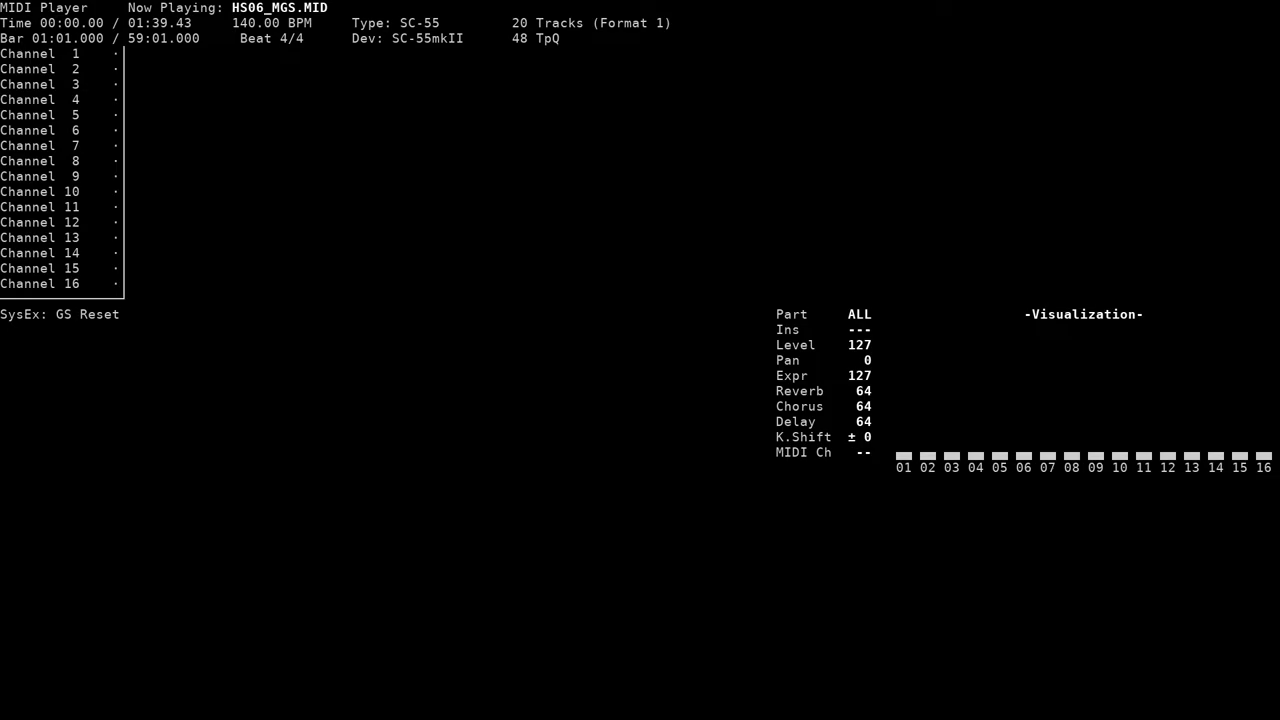 MIDI Player     Now Playing: HS06_MGS.MID
Time 00:00.00 / 01:39.43     140.00 BPM     Type: SC-55     20 Tracks (Format 1)
Bar 01:01.000 / 59:01.000     Beat 4/4     Dev: SC-55mkII     48 TpQ
Channel  1    ·
Channel  2    ·
Channel  3    ·
Channel  4    ·
Channel  5    ·
Channel  6    ·
Channel  7    ·
Channel  8    ·
Channel  9    ·
Channel 10    ·
Channel 11    ·
Channel 12    ·
Channel 13    ·
Channel 14    ·
Channel 15    ·
Channel 16    ·
SysEx: GS Reset     Part ALL     -Visualization-
Ins ---
Level 127
Pan 0
Expr 127
Reverb 64
Chorus 64
Delay 64
K.Shift ± 0
MIDI Ch --
01 02 03 04 05 06 07 08 09 10 11 12 13 14 15 16